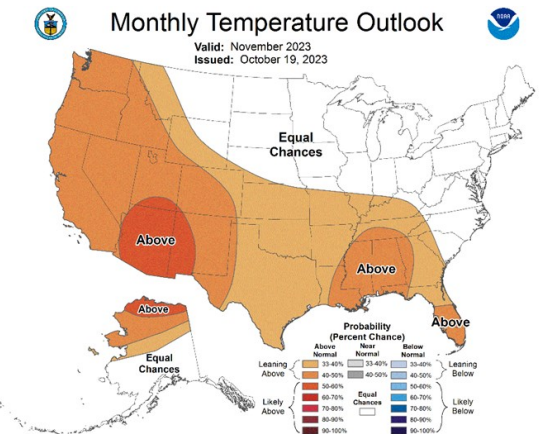 Monthly Temperature Outlook
NOAA
Valid: November 2023
Issued: October 19, 2023
Equal
Chances
Above
Above
Above
Above
Equal
Chances
Probability
(Percent Chance)
Above
Normal
Near
Normal
Below
Normal
Leaning
Above
33-40%
33-40%
33-40%
Leaning
Below
40-50%
40-50%
40-50%
Likely
Above
50-60%
50-60%
Likely
Below
60-70%
Equal
Chances
60-70%
70-80%
70-80%
80-90%
80-90%
90-100%
90-100%